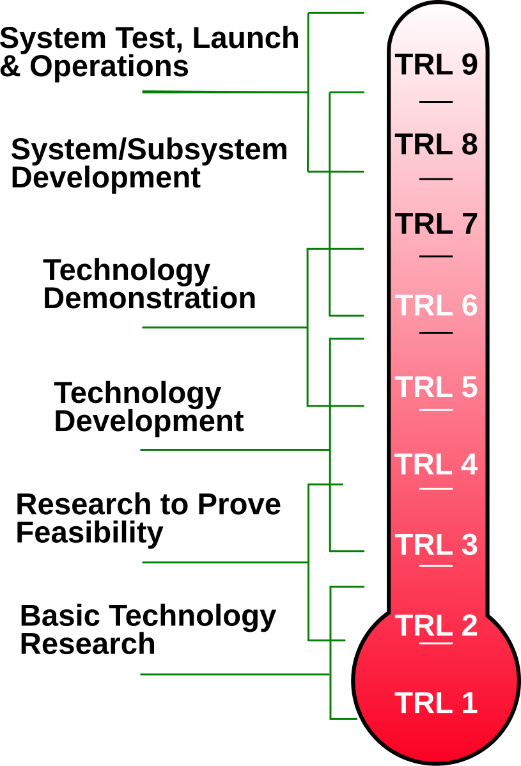 System Test, Launch
& Operations
System/Subsystem
Development
Technology
Demonstration
Technology
Development
Research to Prove
Feasibility
Basic Technology
Research
TRL 9
TRL 8
TRL 7
TRL 6
TRL 5
TRL 4
TRL 3
TRL 2
TRL 1